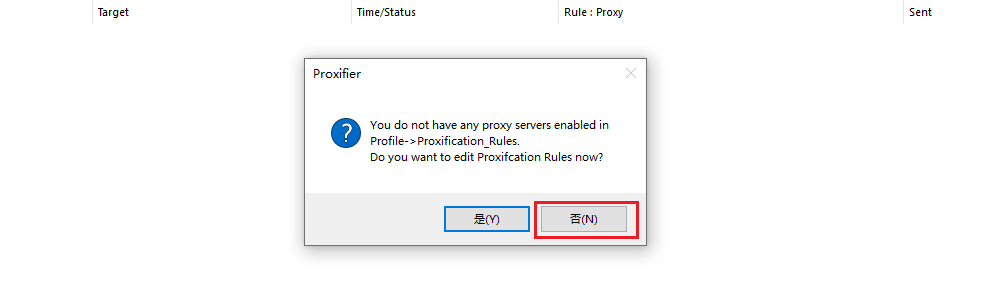 Target Time/Status Rule : Proxy Sent
Proxifier
?
You do not have any proxy servers enabled in
Profile->Proxification_Rules.
Do you want to edit Proxifcation Rules now?
是(Y) 否(N)